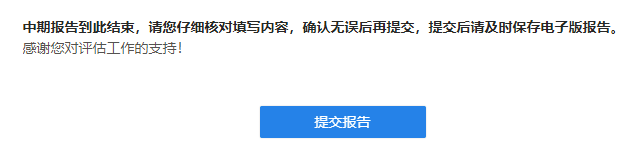 中期报告到此结束，请您仔细核对填写内容，确认无误后再提交，提交后请及时保存电子版报告。
感谢您对评估工作的支持！
提交报告